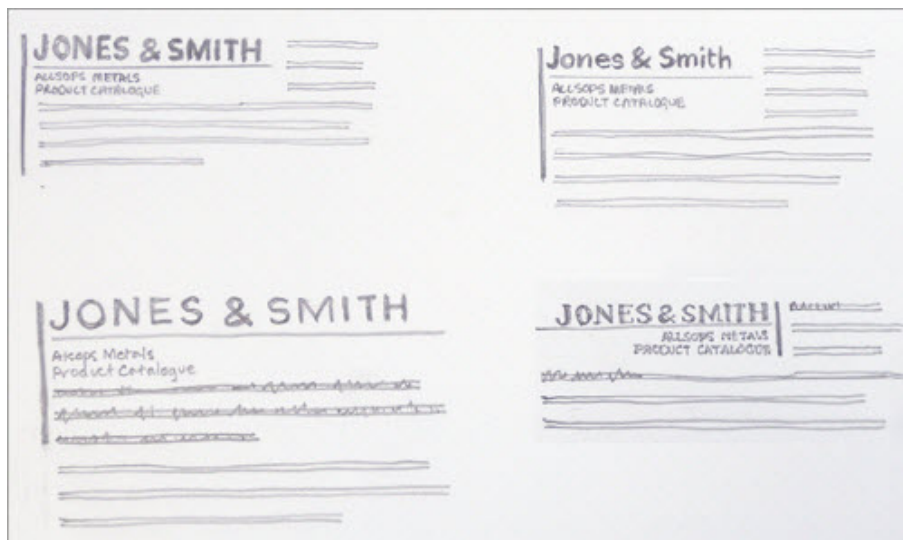 JONES & SMITH
ALLSOPS METALS
PRODUCT CATALOGUE
Jones & Smith
ALLSOPS METALS
PRODUCT CATALOGUE
JONES & SMITH
Alsops Metals
Product Catalogue
JONES & SMITH
ALLSOPS METALS
PRODUCT CATALOGUE